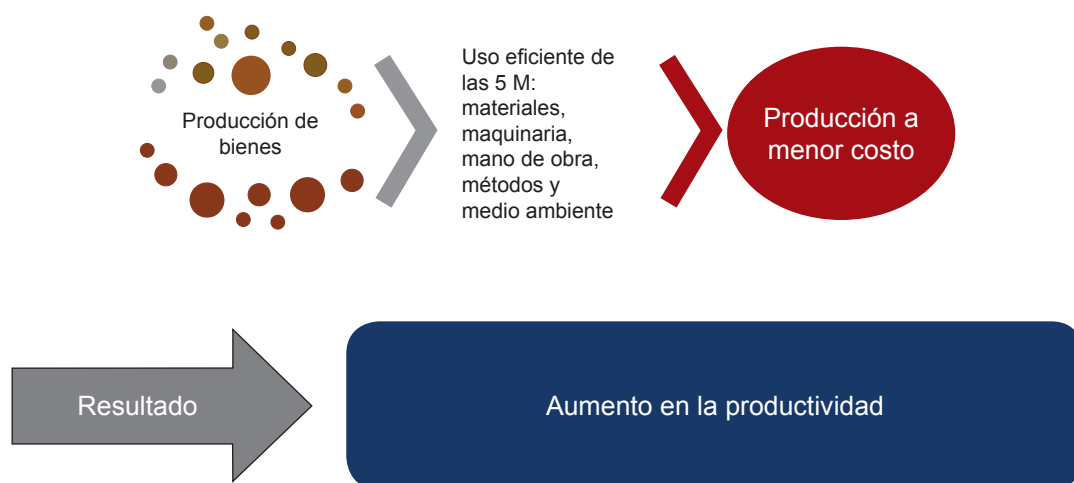 Producción de
bienes
Uso eficiente de
las 5 M:
materiales,
maquinaria,
mano de obra,
métodos y
medio ambiente
Producción a
menor costo
Resultado
Aumento en la productividad